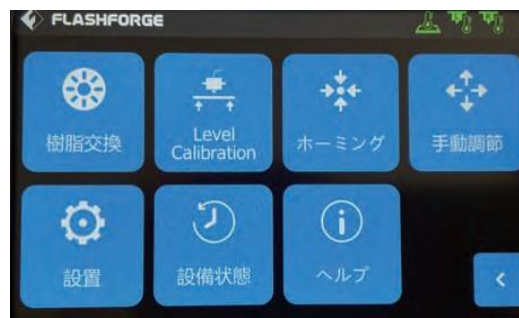 FLASHFORGE
樹脂交換
Level
Calibration
ホーミング
手動調節
設置
設備状態
ヘルプ